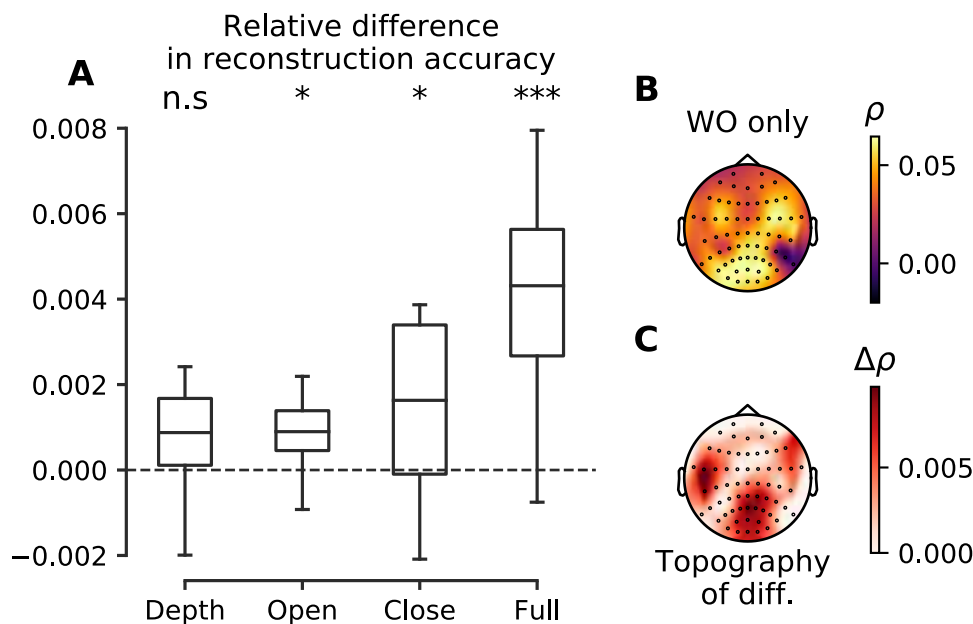 Relative difference
in reconstruction accuracy
A
n.s * * ***
0.008
0.006
0.004
0.002
0.000
−0.002
Depth Open Close Full
B
WO only
ρ
0.05
0.00
C
Δρ
0.005
0.000
Topography
of diff.